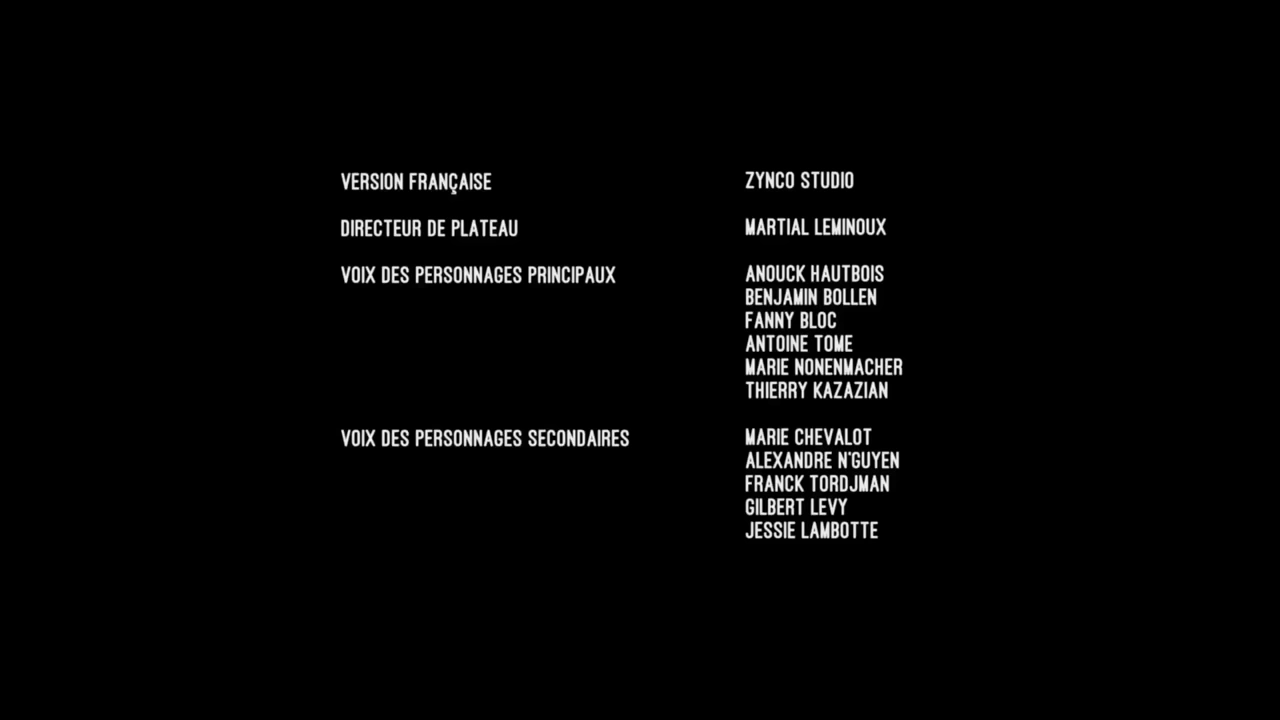 VERSION FRANÇAISE ZYNCO STUDIO
DIRECTEUR DE PLATEAU MARTIAL LEMINOUX
VOIX DES PERSONNAGES PRINCIPAUX ANOUCK HAUTBOIS
BENJAMIN BOLLEN
FANNY BLOC
ANTOINE TOME
MARIE NONENMACHER
THIERRY KAZAZIAN
VOIX DES PERSONNAGES SECONDAIRES MARIE CHEVALOT
ALEXANDRE N'GUYEN
FRANCK TORDJMAN
GILBERT LEVY
JESSIE LAMBOTTE